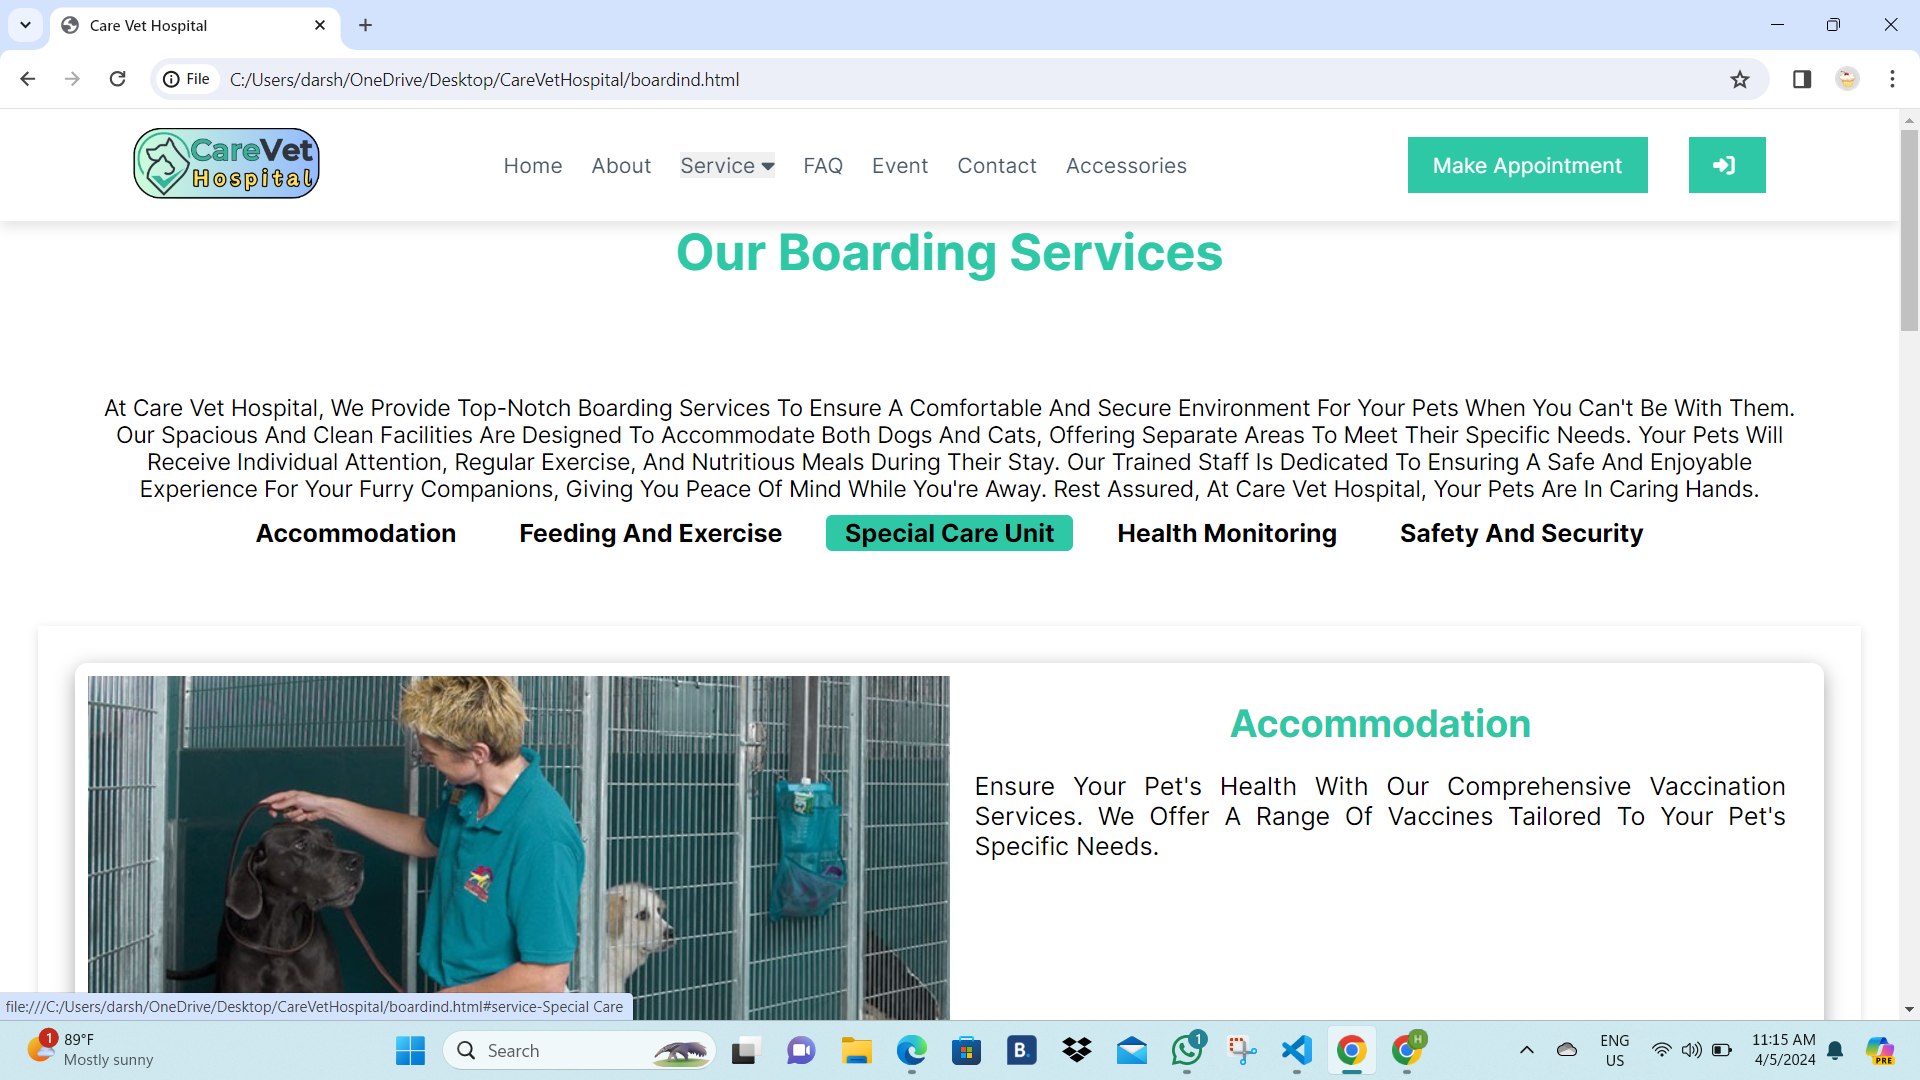 Care Vet Hospital
File
C:/Users/darsh/OneDrive/Desktop/CareVetHospital/boardind.html
CareVet
Hospital
Home About Service FAQ Event Contact Accessories
Make Appointment
Our Boarding Services
At Care Vet Hospital, We Provide Top-Notch Boarding Services To Ensure A Comfortable And Secure Environment For Your Pets When You Can't Be With Them.
Our Spacious And Clean Facilities Are Designed To Accommodate Both Dogs And Cats, Offering Separate Areas To Meet Their Specific Needs. Your Pets Will
Receive Individual Attention, Regular Exercise, And Nutritious Meals During Their Stay. Our Trained Staff Is Dedicated To Ensuring A Safe And Enjoyable
Experience For Your Furry Companions, Giving You Peace Of Mind While You're Away. Rest Assured, At Care Vet Hospital, Your Pets Are In Caring Hands.
Accommodation Feeding And Exercise Special Care Unit Health Monitoring Safety And Security
Accommodation
Ensure Your Pet's Health With Our Comprehensive Vaccination
Services. We Offer A Range Of Vaccines Tailored To Your Pet's
Specific Needs.
file:///C:/Users/darsh/OneDrive/Desktop/CareVetHospital/boardind.html#service-Special Care
1
89°F
Mostly sunny
Search
B.
1
H
ENG
US
11:15 AM
4/5/2024
PRE